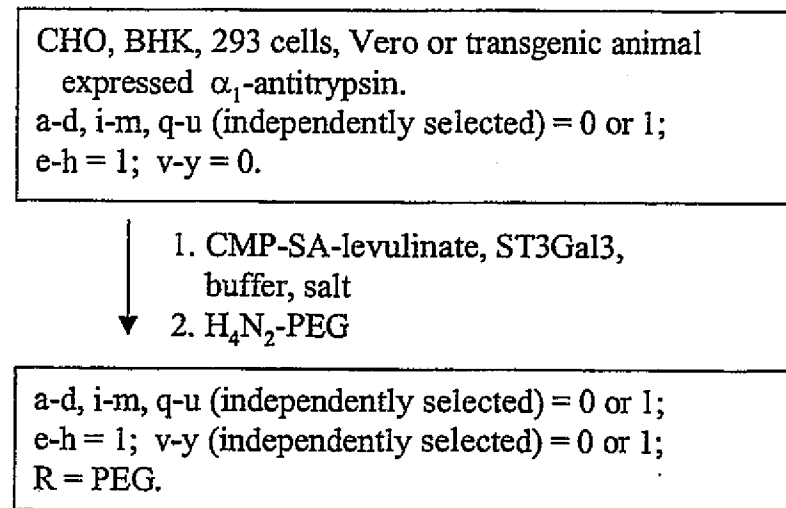 CHO, BHK, 293 cells, Vero or transgenic animal
expressed α₁-antitrypsin.
a-d, i-m, q-u (independently selected) = 0 or 1;
e-h = 1; v-y = 0.
1. CMP-SA-levulinate, ST3Gal3,
buffer, salt
2. H₄N₂-PEG
a-d, i-m, q-u (independently selected) = 0 or 1;
e-h = 1; v-y (independently selected) = 0 or 1;
R = PEG.